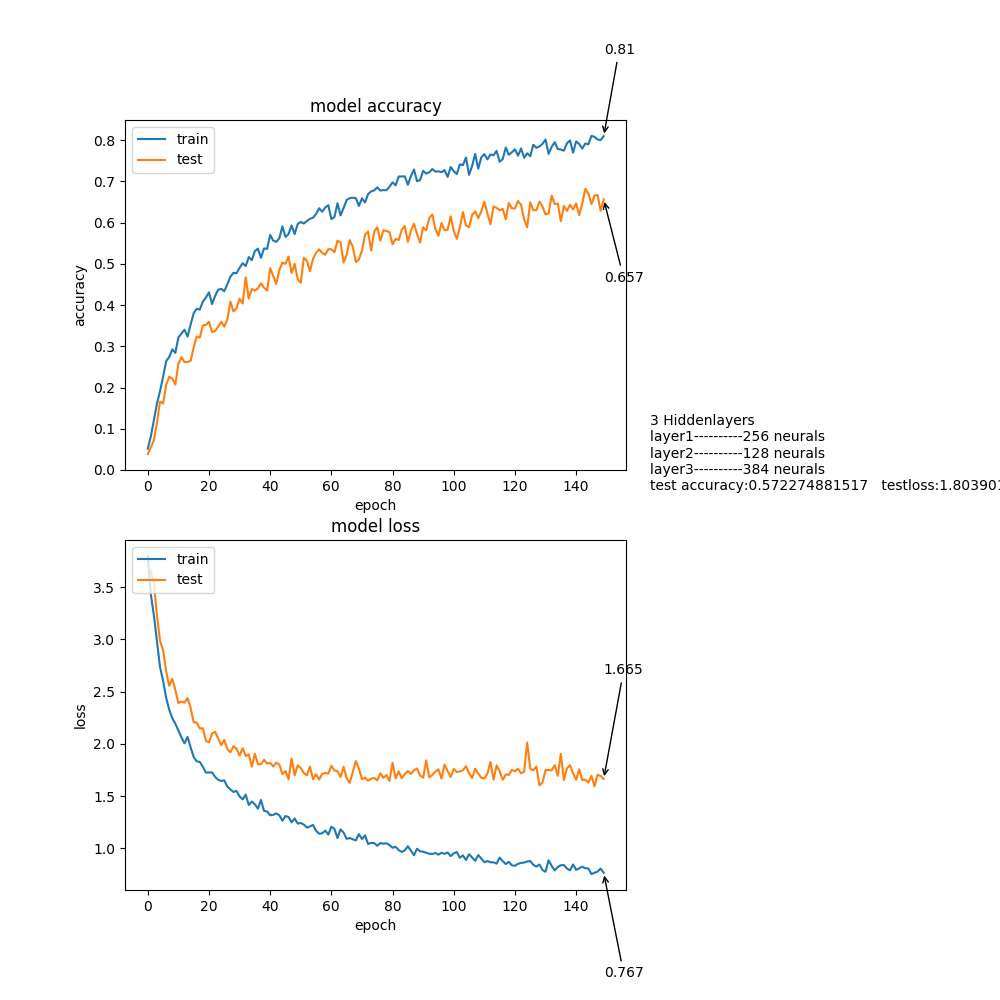 0.81
model accuracy
train
test
0.8
0.7
0.6
0.5
0.4
0.3
0.2
0.1
0.0
accuracy
0 20 40 60 80 100 120 140
epoch
0.657
3 Hiddenlayers
layer1----------256 neurals
layer2----------128 neurals
layer3----------384 neurals
test accuracy:0.572274881517 testloss:1.803901
model loss
train
test
3.5
3.0
2.5
2.0
1.5
1.0
loss
0 20 40 60 80 100 120 140
epoch
1.665
0.767